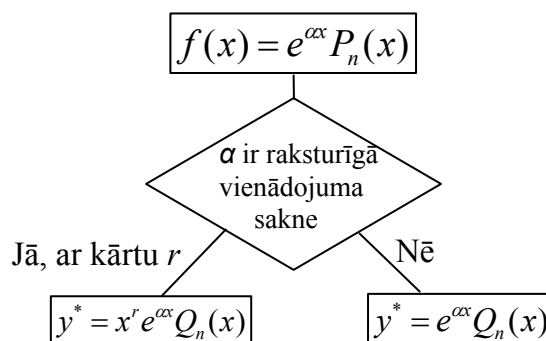 f(x) = e^{αx} P_n(x)
α ir raksturīgā
vienādojuma
sakne
Jā, ar kārtu r
Nē
y^* = x^r e^{αx} Q_n(x)
y^* = e^{αx} Q_n(x)